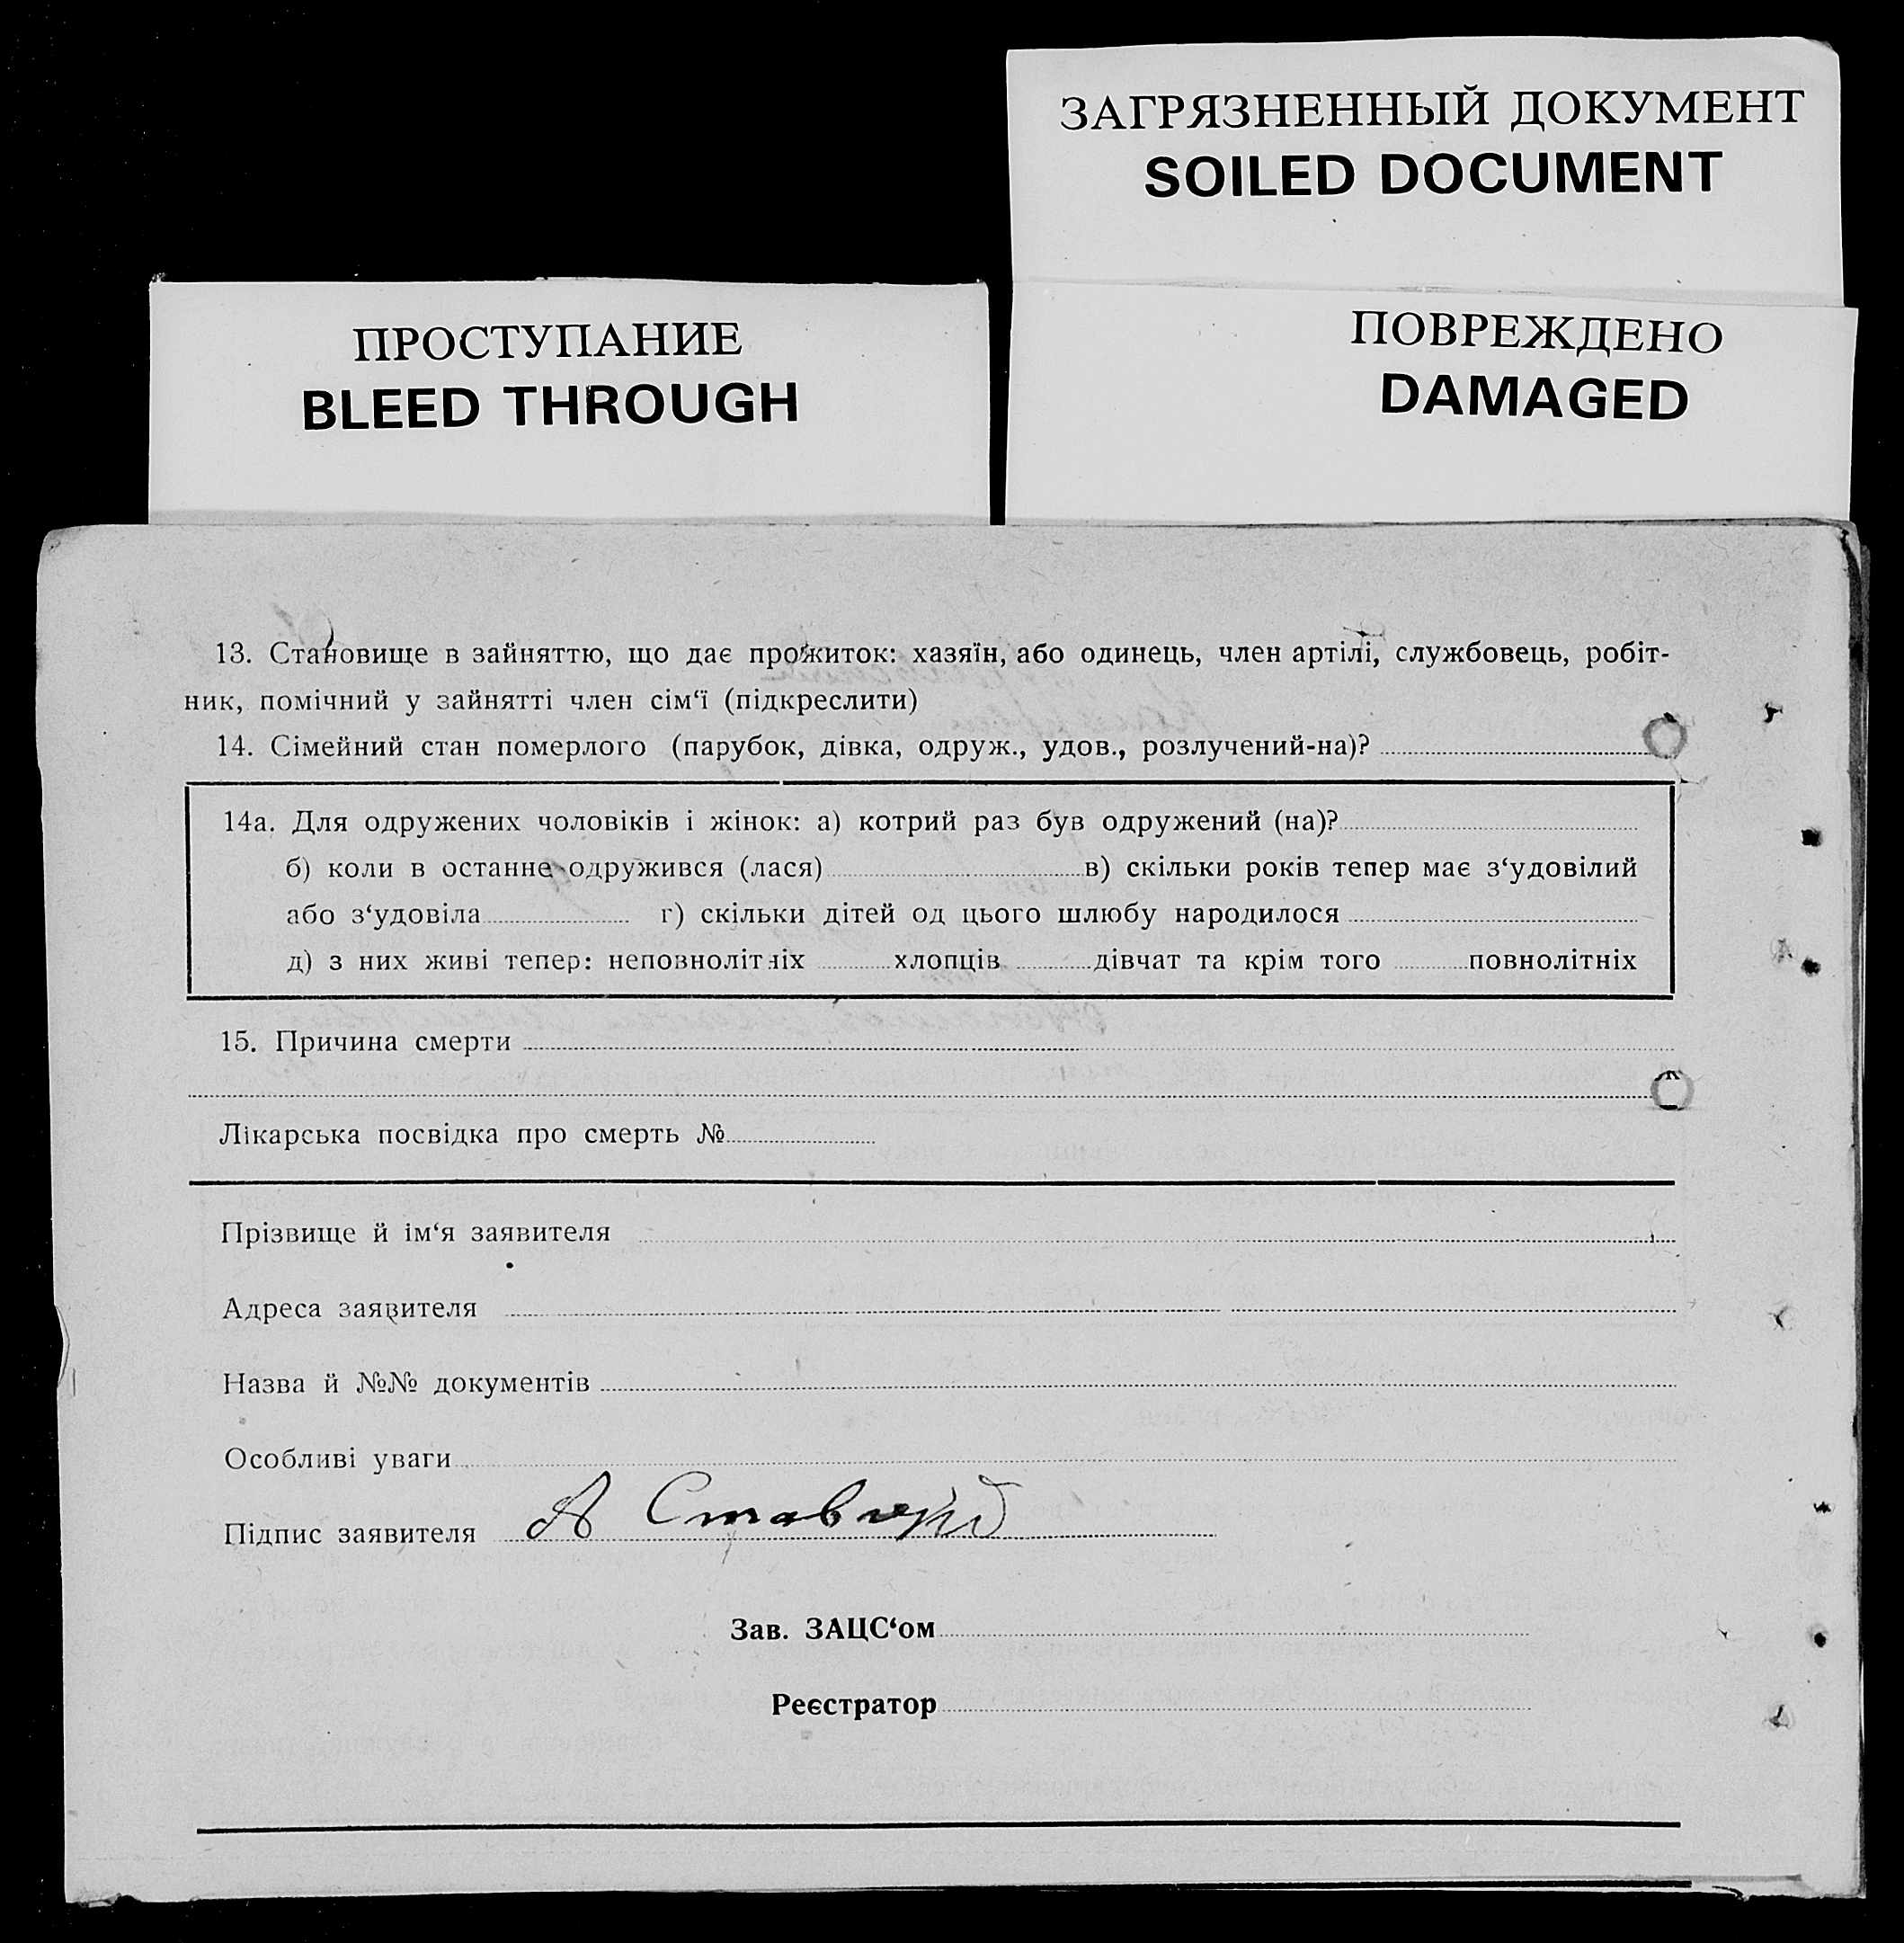 ЗАГРЯЗНЕННЫЙ ДОКУМЕНТ
SOILED DOCUMENT
ПРОСТУПАНИЕ
BLEED THROUGH
ПОВРЕЖДЕНО
DAMAGED
13. Становище в зайняттю, що дає прожиток: хазяїн, або одинець, член артілі, службовець, робіт-
ник, помічний у зайнятті член сім‘ї (підкреслити)
14. Сімейний стан померлого (парубок, дівка, одруж., удов., розлучений-на)?
14а. Для одружених чоловіків і жінок: а) котрий раз був одружений (на)?
б) коли в останнє одружився (лася) в) скільки років тепер має з‘удовілий
або з‘удовіла г) скільки дітей од цього шлюбу народилося
д) з них живі тепер: неповнолітніх хлопців дівчат та крім того повнолітніх
15. Причина смерти
Лікарська посвідка про смерть №
Прізвище й ім‘я заявителя
Адреса заявителя
Назва й №№ документів
Особливі уваги
Підпис заявителя А
Зав. ЗАЦС‘ом
Реєстратор